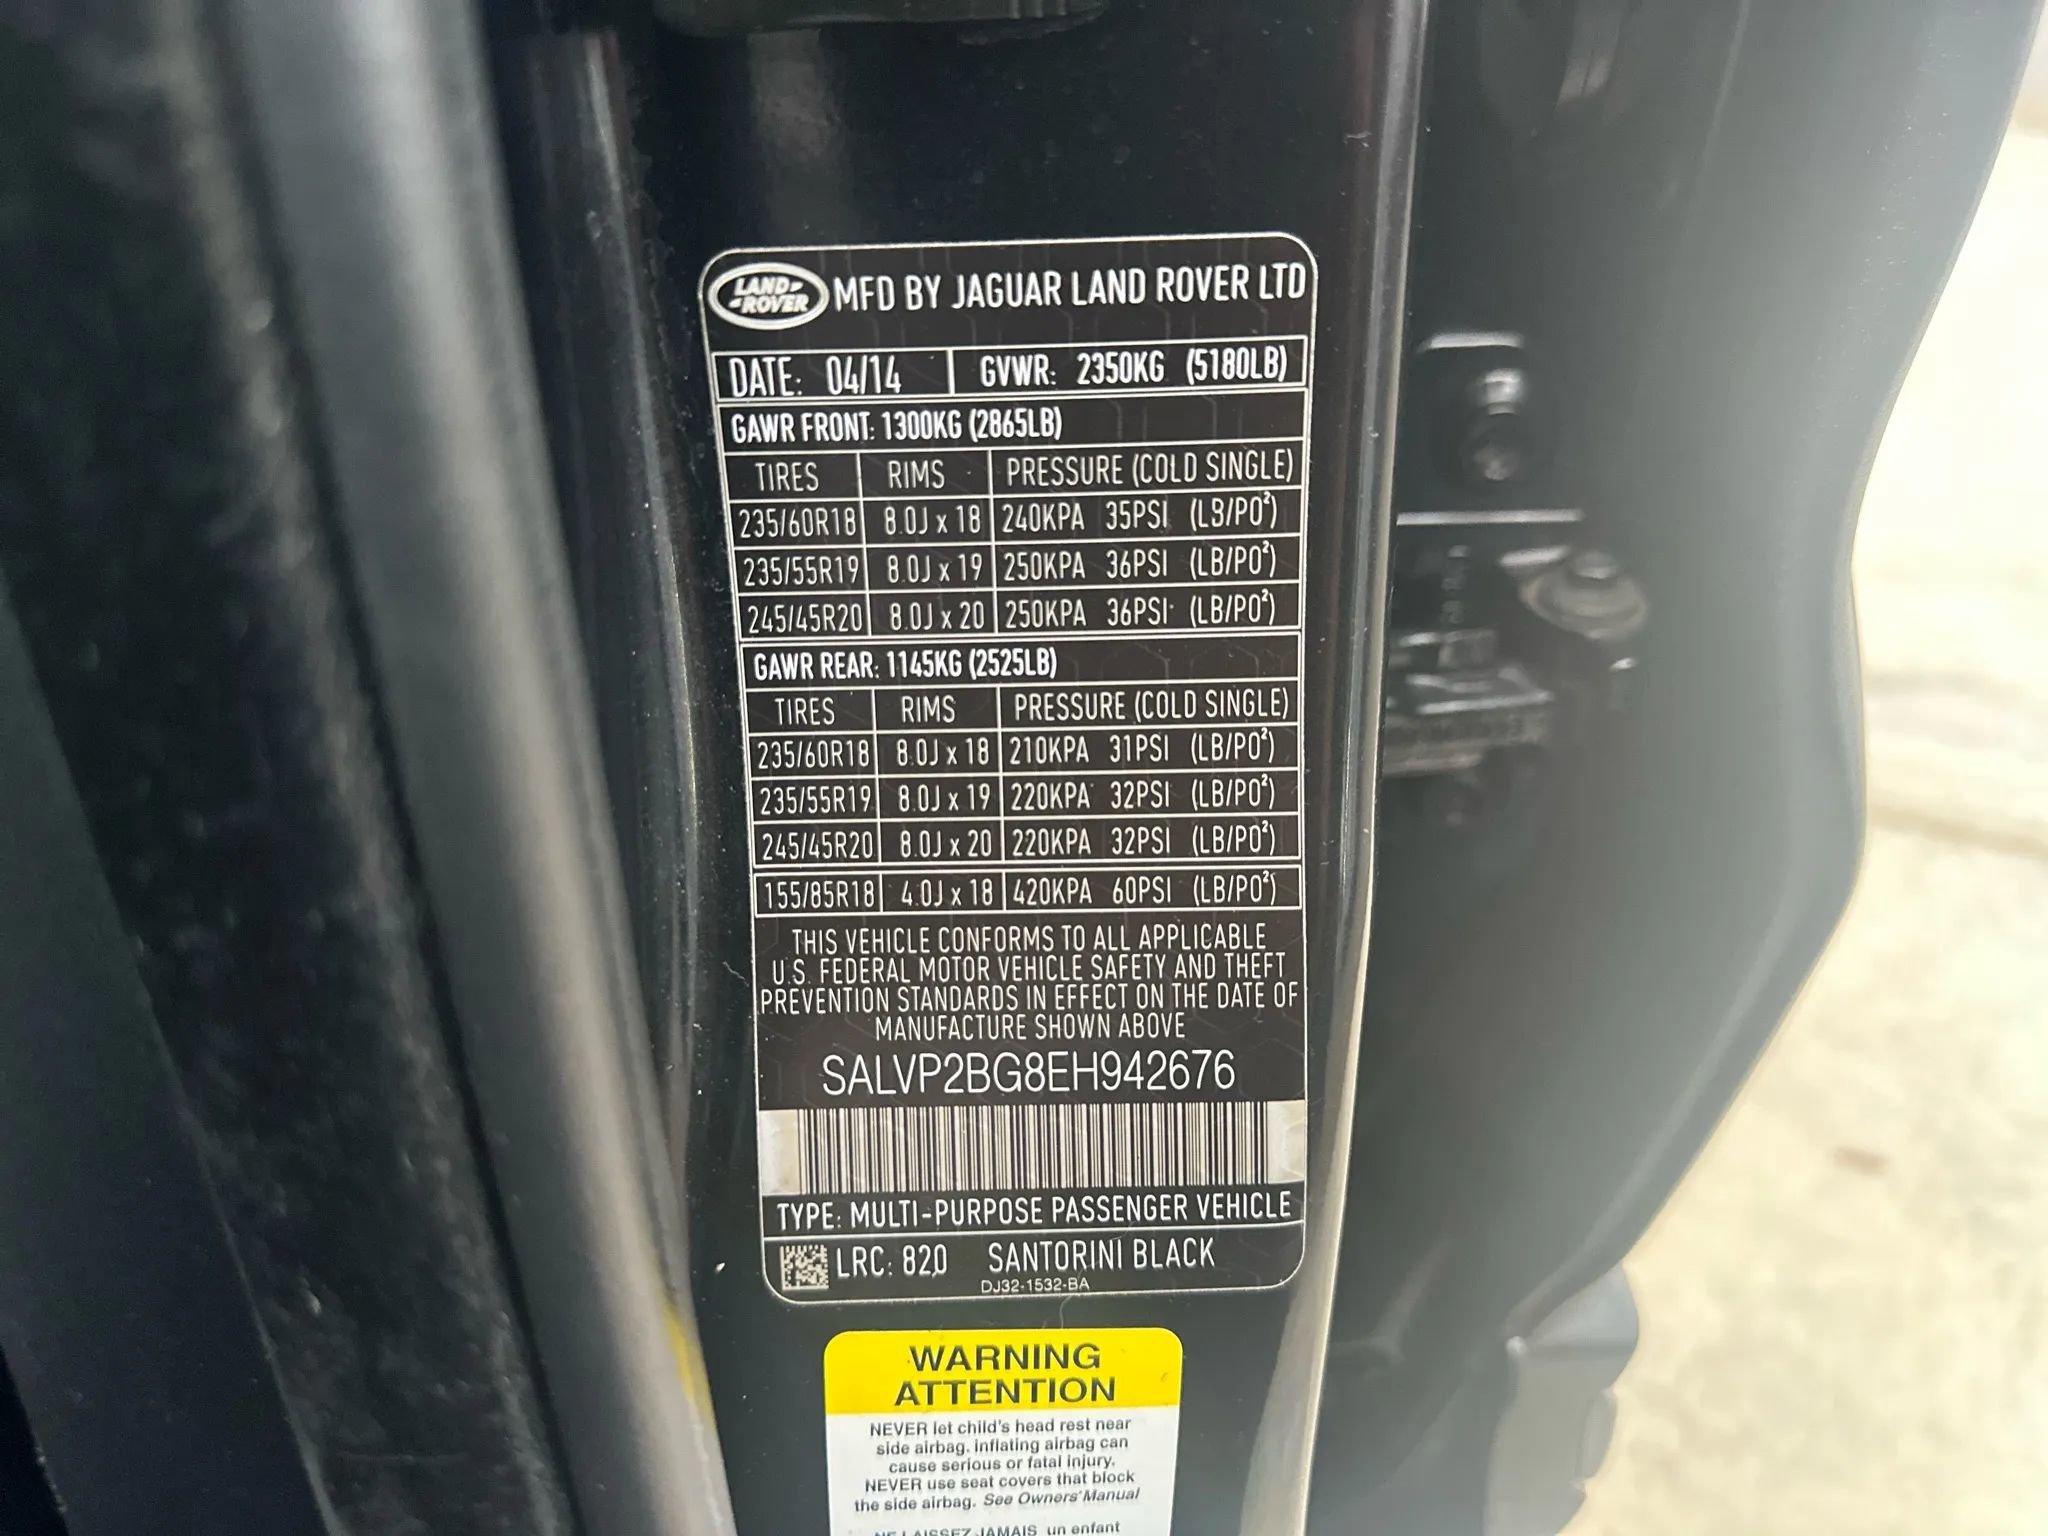 LAND ROVER MFD BY JAGUAR LAND ROVER LTD
DATE: 04/14 GVWR: 2350KG (5180LB)
GAWR FRONT: 1300KG (2865LB)
TIRES RIMS PRESSURE (COLD SINGLE)
235/60R18 8.0J x 18 240KPA 35PSI (LB/PO²)
235/55R19 8.0J x 19 250KPA 36PSI (LB/PO²)
245/45R20 8.0J x 20 250KPA 36PSI (LB/PO²)
GAWR REAR: 1145KG (2525LB)
TIRES RIMS PRESSURE (COLD SINGLE)
235/60R18 8.0J x 18 210KPA 31PSI (LB/PO²)
235/55R19 8.0J x 19 220KPA 32PSI (LB/PO²)
245/45R20 8.0J x 20 220KPA 32PSI (LB/PO²)
155/85R18 4.0J x 18 420KPA 60PSI (LB/PO²)
THIS VEHICLE CONFORMS TO ALL APPLICABLE
U.S. FEDERAL MOTOR VEHICLE SAFETY AND THEFT
PREVENTION STANDARDS IN EFFECT ON THE DATE OF
MANUFACTURE SHOWN ABOVE
SALVP2BG8EH942676
TYPE: MULTI-PURPOSE PASSENGER VEHICLE
LRC: 820 SANTORINI BLACK
DJ32-1532-BA
WARNING
ATTENTION
NEVER let child's head rest near
side airbag, inflating airbag can
cause serious or fatal injury.
NEVER use seat covers that block
the side airbag. See Owners' Manual
NE LAISSEZ JAMAIS un enfant